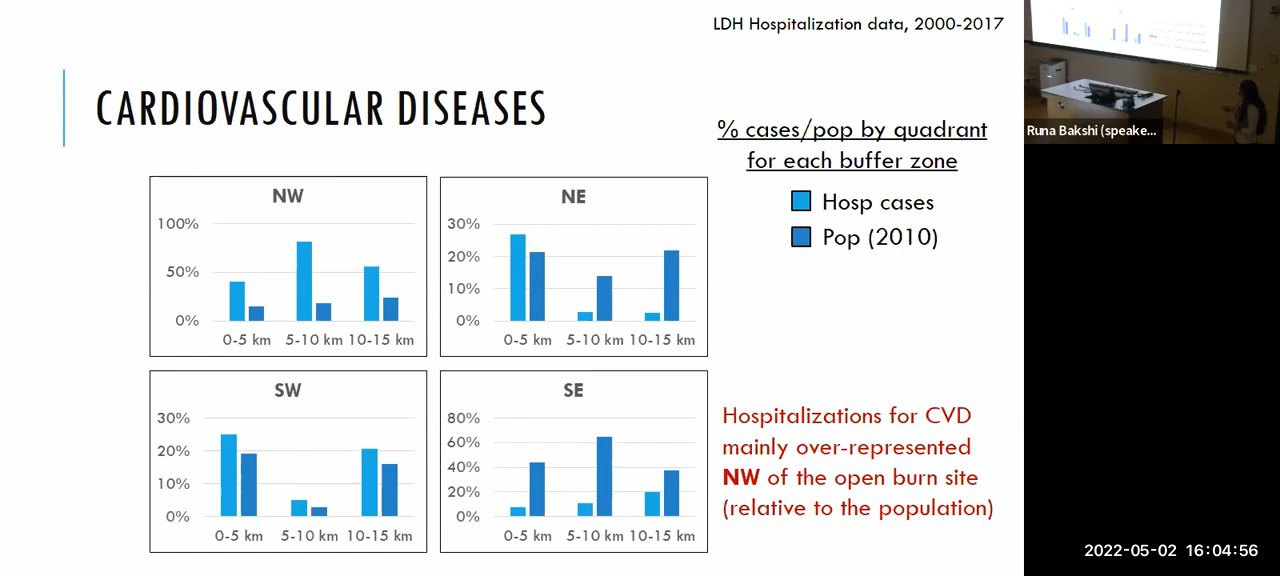 LDH Hospitalization data, 2000-2017
CARDIOVASCULAR DISEASES
% cases/pop by quadrant
for each buffer zone
Hosp cases
Pop (2010)
NW
100%
50%
0%
0-5 km 5-10 km 10-15 km
NE
30%
20%
10%
0%
0-5 km 5-10 km 10-15 km
SW
30%
20%
10%
0%
0-5 km 5-10 km 10-15 km
SE
80%
60%
40%
20%
0%
0-5 km 5-10 km 10-15 km
Hospitalizations for CVD
mainly over-represented
NW of the open burn site
(relative to the population)
Runa Bakshi (speake...
2022-05-02 16:04:56